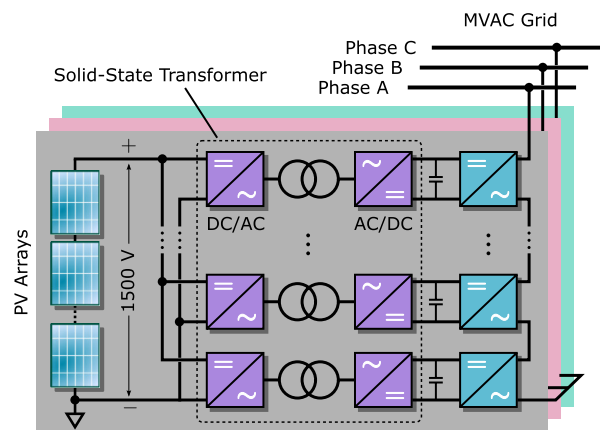 MVAC Grid
Phase C
Phase B
Phase A
Solid-State Transformer
+
DC/AC
AC/DC
PV Arrays
1500 V
−